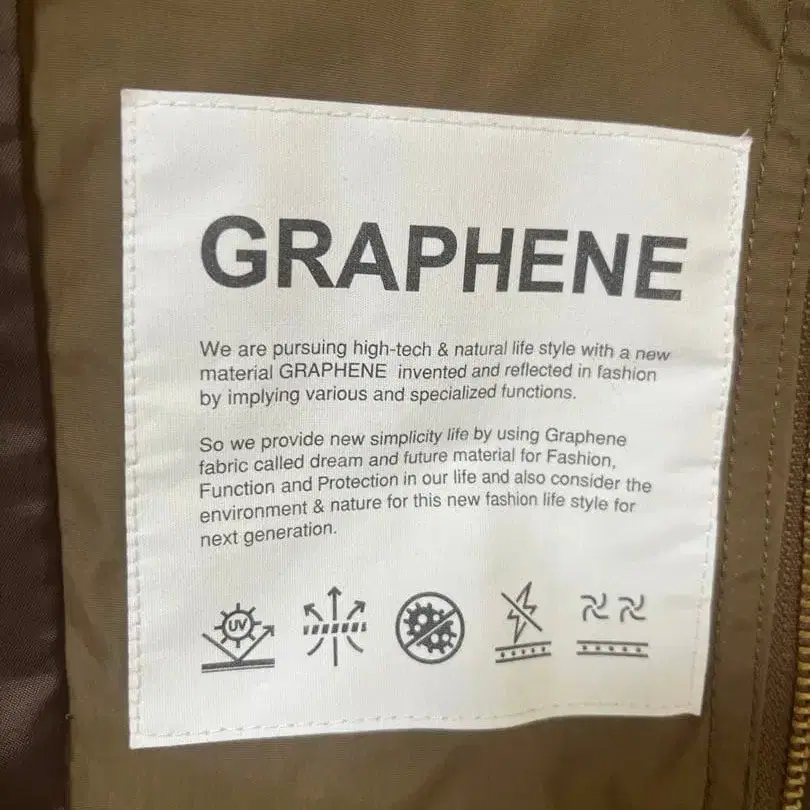 GRAPHENE
We are pursuing high-tech & natural life style with a new
material GRAPHENE invented and reflected in fashion
by implying various and specialized functions.
So we provide new simplicity life by using Graphene
fabric called dream and future material for Fashion,
Function and Protection in our life and also consider the
environment & nature for this new fashion life style for
next generation.
UV